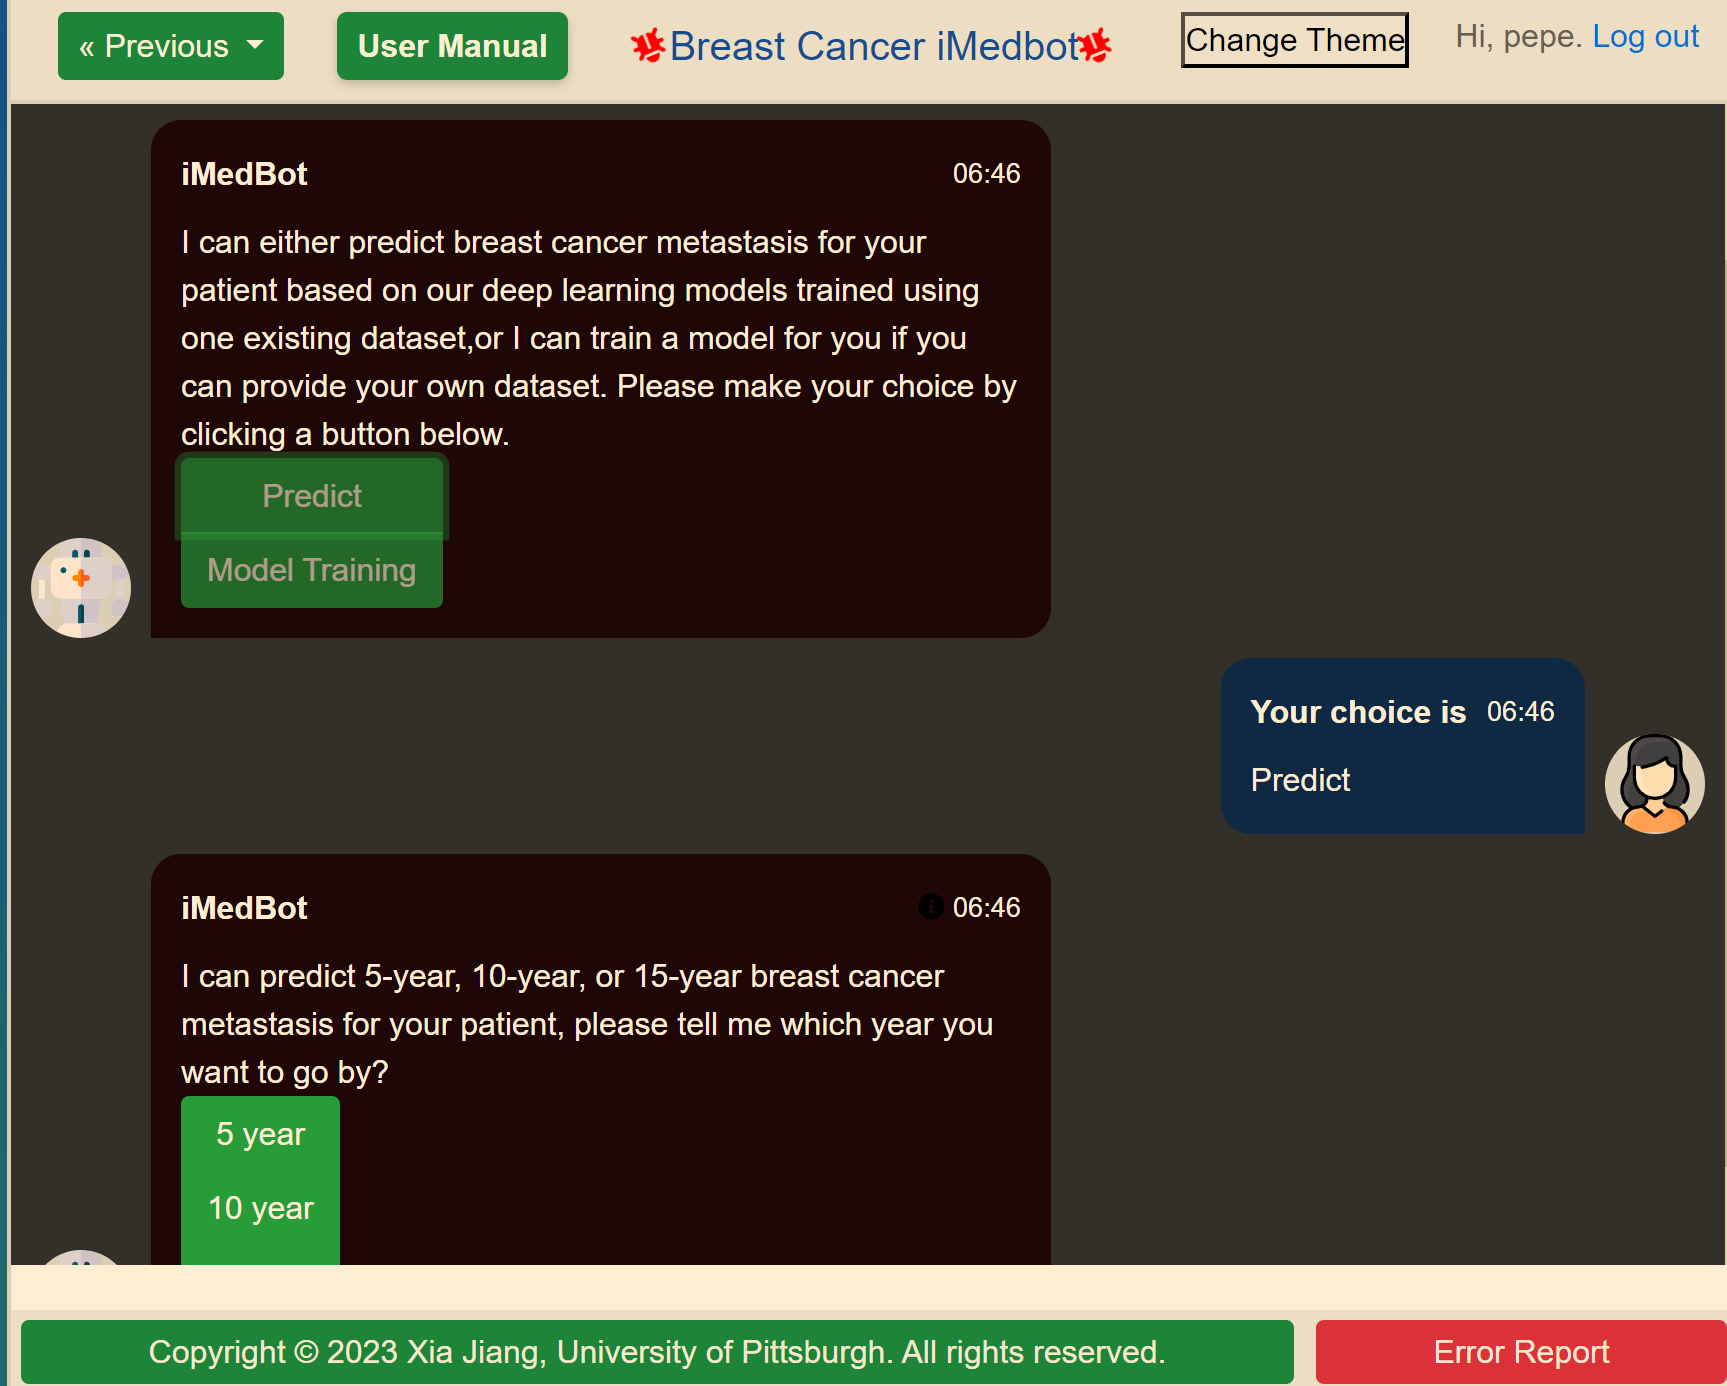 « Previous
User Manual
Breast Cancer iMedbot
Change Theme
Hi, pepe. Log out
iMedBot 06:46
I can either predict breast cancer metastasis for your
patient based on our deep learning models trained using
one existing dataset,or I can train a model for you if you
can provide your own dataset. Please make your choice by
clicking a button below.
Predict
Model Training
Your choice is 06:46
Predict
iMedBot 06:46
I can predict 5-year, 10-year, or 15-year breast cancer
metastasis for your patient, please tell me which year you
want to go by?
5 year
10 year
Copyright © 2023 Xia Jiang, University of Pittsburgh. All rights reserved.
Error Report